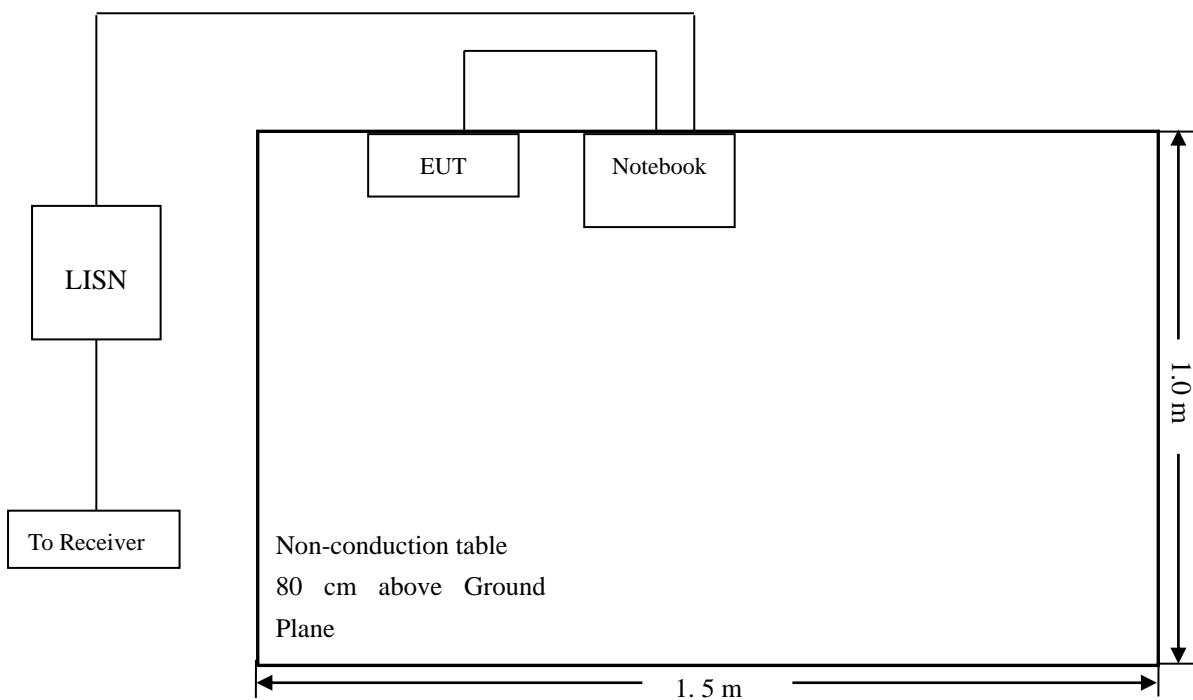 EUT
Notebook
LISN
1.0 m
To Receiver
Non-conduction table
80 cm above Ground
Plane
1. 5 m